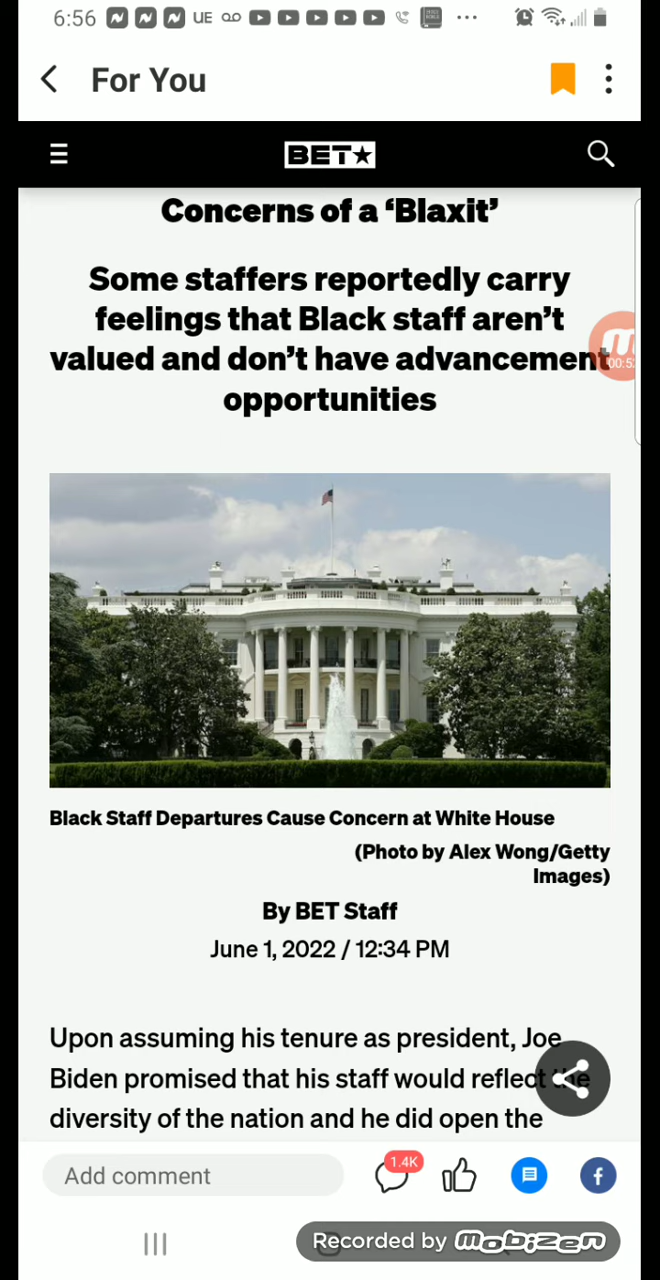 6:56
UE
For You
BET★
Concerns of a ‘Blaxit’
Some staffers reportedly carry
feelings that Black staff aren’t
valued and don’t have advancement
opportunities
Black Staff Departures Cause Concern at White House
(Photo by Alex Wong/Getty
Images)
By BET Staff
June 1, 2022 / 12:34 PM
Upon assuming his tenure as president, Joe
Biden promised that his staff would reflect the
diversity of the nation and he did open the
Add comment
1.4K
Recorded by mobizen